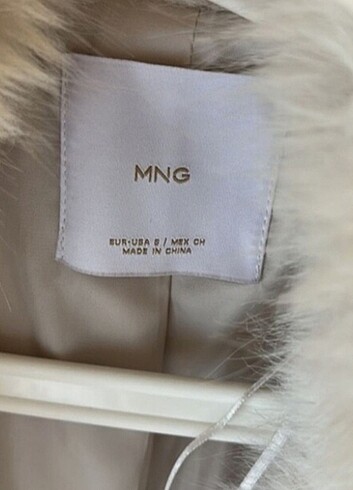 MNG
EUR-USA S / MEX CH
MADE IN CHINA